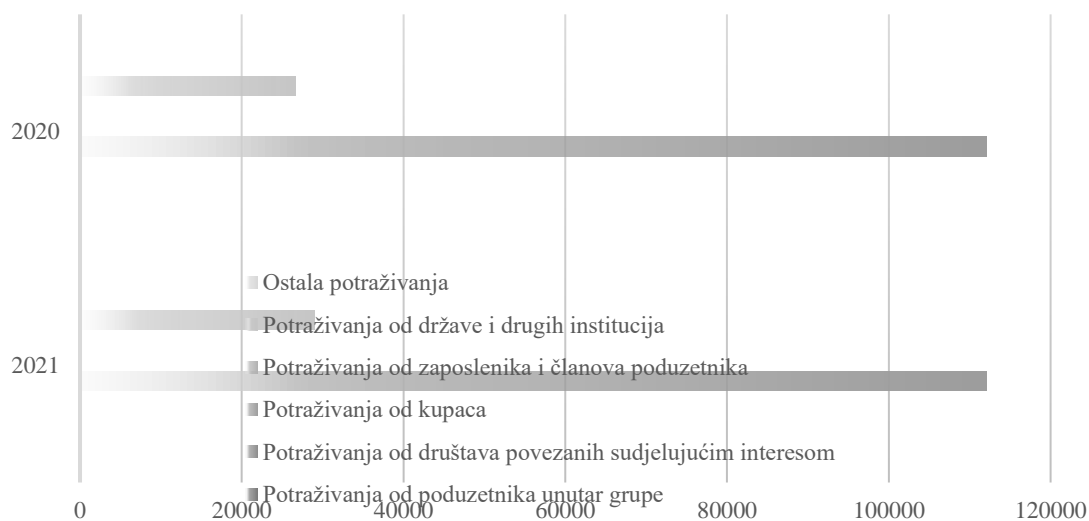 2020
Ostala potraživanja
Potraživanja od države i drugih institucija
2021
Potraživanja od zaposlenika i članova poduzetnika
Potraživanja od kupaca
Potraživanja od društava povezanih sudjelujućim interesom
Potraživanja od poduzetnika unutar grupe
0 20000 40000 60000 80000 100000 120000